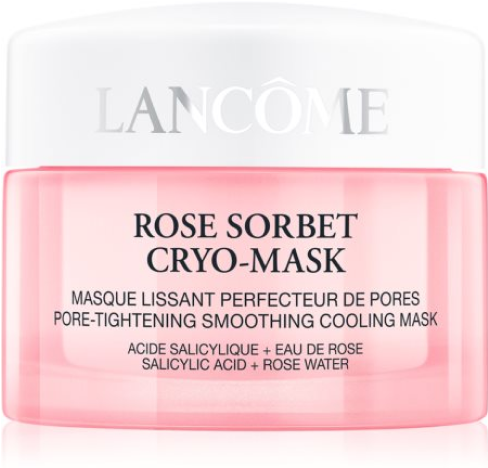 LANCÔME
ROSE SORBET
CRYO-MASK
MASQUE LISSANT PERFECTEUR DE PORES
PORE-TIGHTENING SMOOTHING COOLING MASK
ACIDE SALICYLIQUE + EAU DE ROSE
SALICYLIC ACID + ROSE WATER